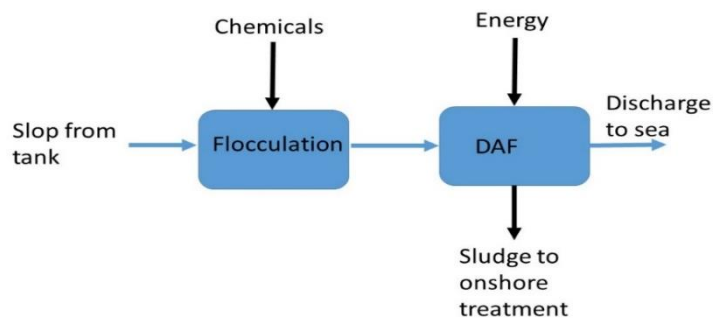 Chemicals
Energy
Slop from
tank
Flocculation
DAF
Discharge
to sea
Sludge to
onshore
treatment